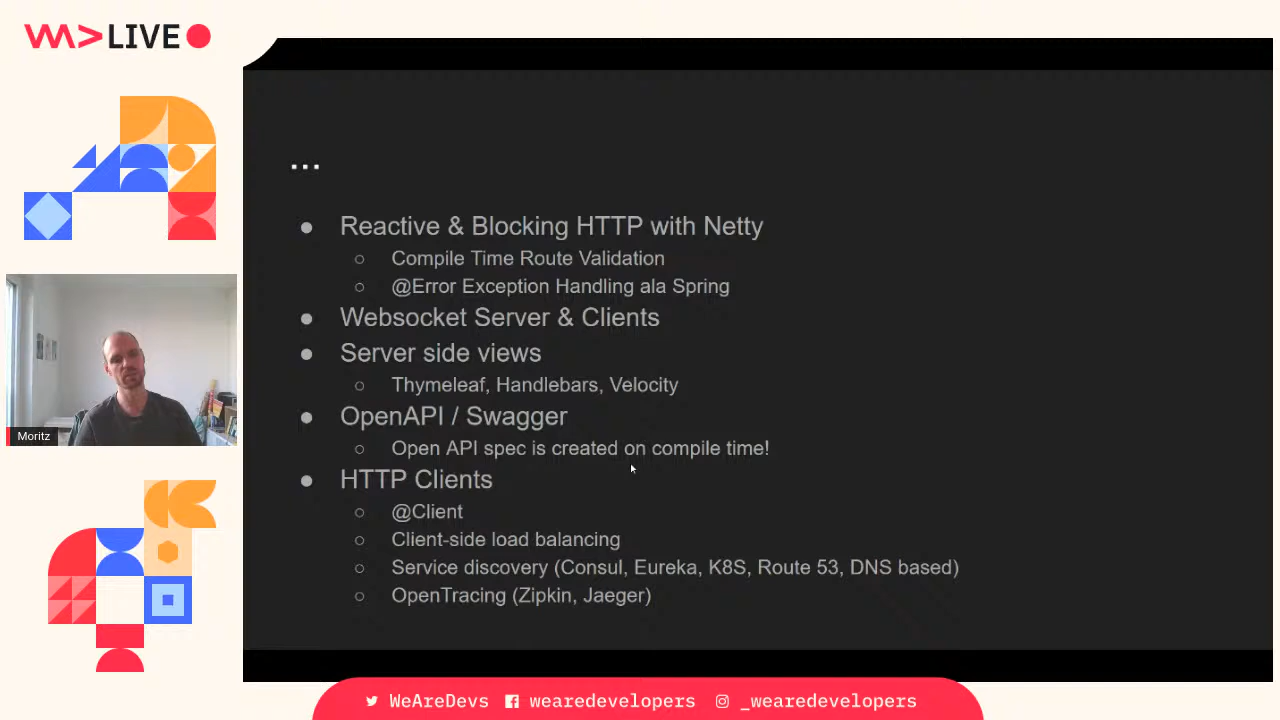 WA>LIVE
...
● Reactive & Blocking HTTP with Netty
○ Compile Time Route Validation
○ @Error Exception Handling ala Spring
● Websocket Server & Clients
● Server side views
○ Thymeleaf, Handlebars, Velocity
● OpenAPI / Swagger
○ Open API spec is created on compile time!
● HTTP Clients
○ @Client
○ Client-side load balancing
○ Service discovery (Consul, Eureka, K8S, Route 53, DNS based)
○ OpenTracing (Zipkin, Jaeger)
Moritz
WeAreDevs wearedevelopers _wearedevelopers